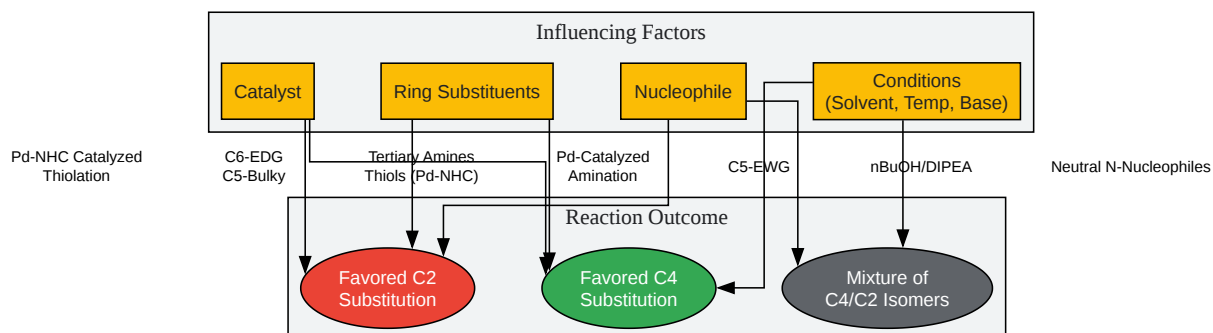 Influencing Factors
Catalyst
Ring Substituents
Nucleophile
Conditions
(Solvent, Temp, Base)
Pd-NHC Catalyzed
Thiolation
C6-EDG
C5-Bulky
Tertiary Amines
Thiols (Pd-NHC)
Pd-Catalyzed
Amination
C5-EWG
nBuOH/DIPEA
Neutral N-Nucleophiles
Reaction Outcome
Favored C2
Substitution
Favored C4
Substitution
Mixture of
C4/C2 Isomers